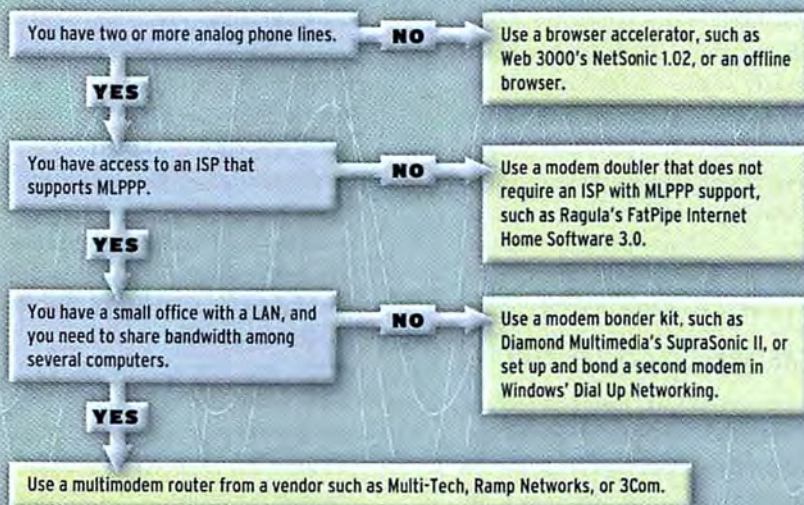 You have two or more analog phone lines.
NO
Use a browser accelerator, such as
Web 3000's NetSonic 1.02, or an offline
browser.
YES
You have access to an ISP that
supports MLPPP.
NO
Use a modem doubler that does not
require an ISP with MLPPP support,
such as Ragula's FatPipe Internet
Home Software 3.0.
YES
You have a small office with a LAN, and
you need to share bandwidth among
several computers.
NO
Use a modem bonder kit, such as
Diamond Multimedia's SupraSonic II, or
set up and bond a second modem in
Windows' Dial Up Networking.
YES
Use a multimodem router from a vendor such as Multi-Tech, Ramp Networks, or 3Com.